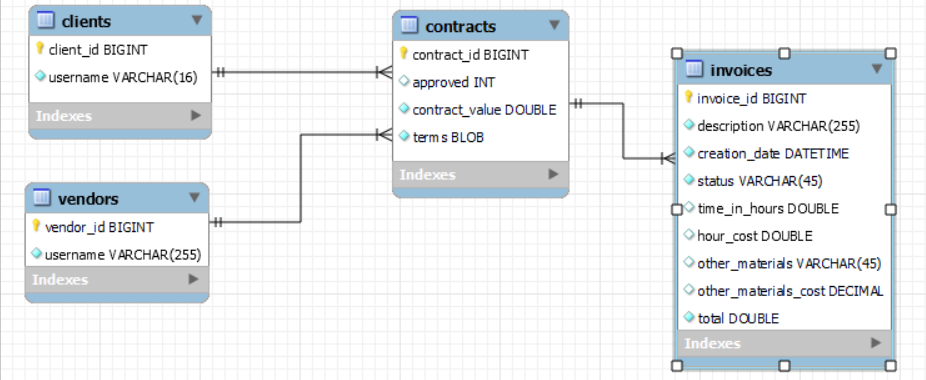 clients
client_id BIGINT
username VARCHAR(16)
Indexes
vendors
vendor_id BIGINT
username VARCHAR(255)
Indexes
contracts
contract_id BIGINT
approved INT
contract_value DOUBLE
terms BLOB
Indexes
invoices
invoice_id BIGINT
description VARCHAR(255)
creation_date DATETIME
status VARCHAR(45)
time_in_hours DOUBLE
hour_cost DOUBLE
other_materials VARCHAR(45)
other_materials_cost DECIMAL
total DOUBLE
Indexes